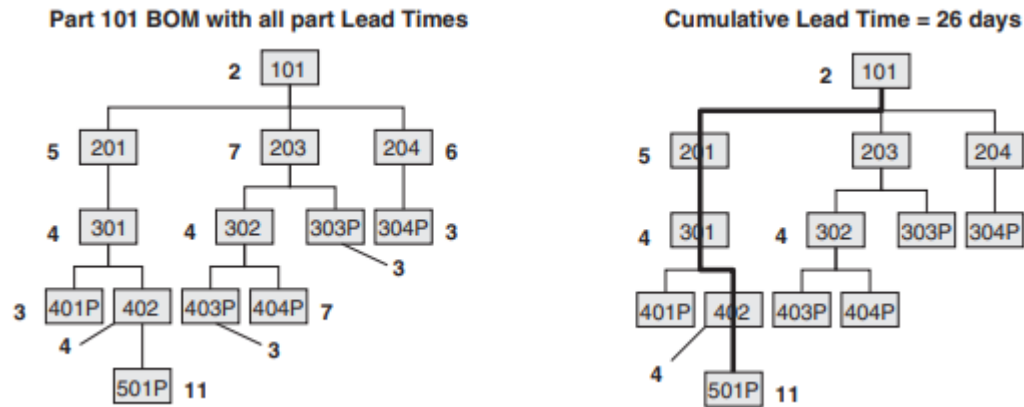 Part 101 BOM with all part Lead Times
2 101
5 201 7 203 204 6
4 301 4 302 303P 304P 3
3
3 401P 402 403P 404P 7
4 3
501P 11
Cumulative Lead Time = 26 days
2 101
5 201 203 204
4 301 4 302 303P 304P
401P 402 403P 404P
4
501P 11